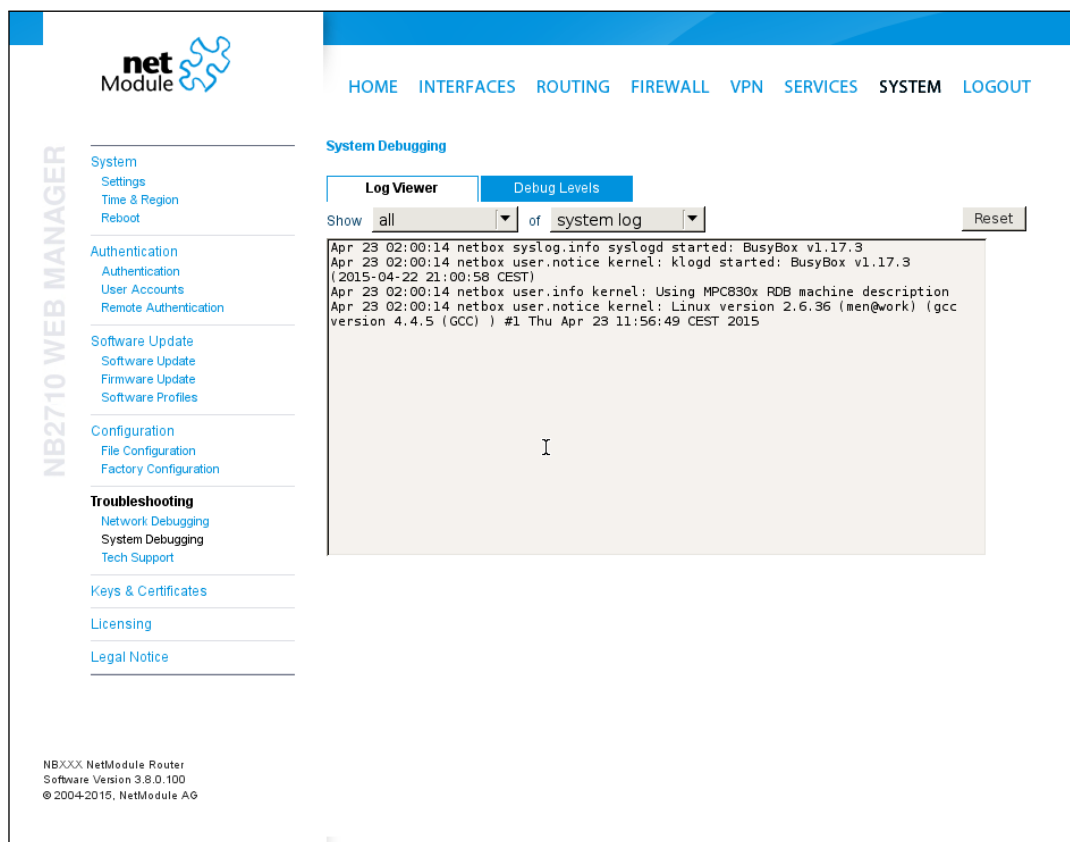 net
Module
HOME INTERFACES ROUTING FIREWALL VPN SERVICES SYSTEM LOGOUT
NB2710 WEB MANAGER
System
Settings
Time & Region
Reboot
Authentication
Authentication
User Accounts
Remote Authentication
Software Update
Software Update
Firmware Update
Software Profiles
Configuration
File Configuration
Factory Configuration
Troubleshooting
Network Debugging
System Debugging
Tech Support
Keys & Certificates
Licensing
Legal Notice
System Debugging
Log Viewer Debug Levels
Show all of system log Reset
Apr 23 02:00:14 netbox syslog.info syslogd started: BusyBox v1.17.3
Apr 23 02:00:14 netbox user.notice kernel: klogd started: BusyBox v1.17.3
(2015-04-22 21:00:58 CEST)
Apr 23 02:00:14 netbox user.info kernel: Using MPC830x RDB machine description
Apr 23 02:00:14 netbox user.notice kernel: Linux version 2.6.36 (men@work) (gcc
version 4.4.5 (GCC) ) #1 Thu Apr 23 11:56:49 CEST 2015
NBXXX NetModule Router
Software Version 3.8.0.100
© 2004-2015, NetModule AG